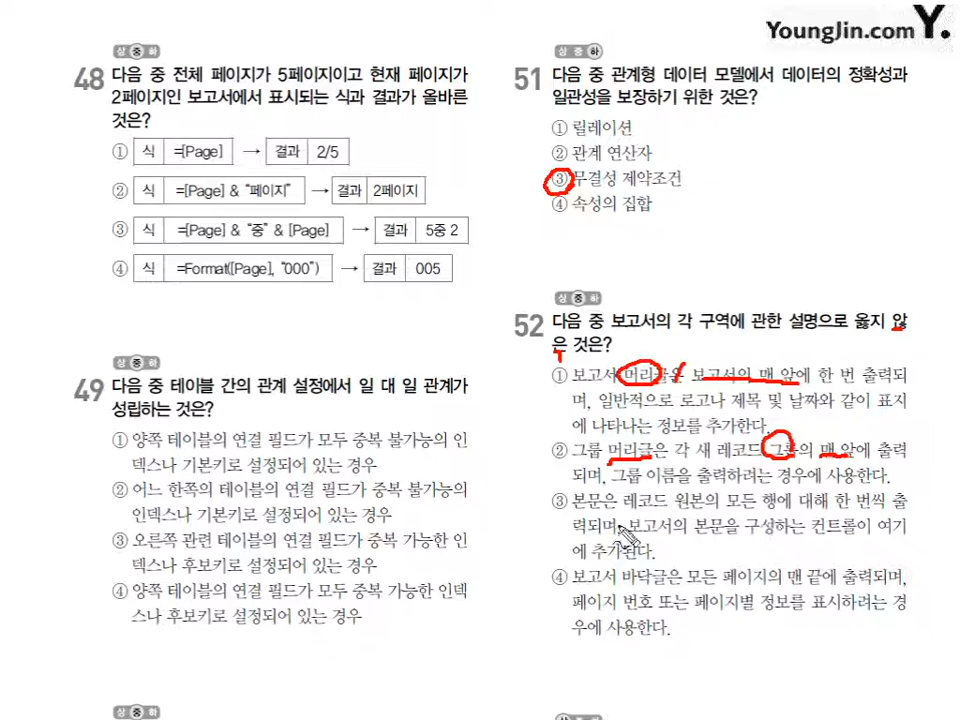 YoungJin.com Y.
상 중 하
48 다음 중 전체 페이지가 5페이지이고 현재 페이지가
2페이지인 보고서에서 표시되는 식과 결과가 올바른
것은?
① 식 =[Page] → 결과 2/5
② 식 =[Page] & “페이지” → 결과 2페이지
③ 식 =[Page] & “중” & [Page] → 결과 5중 2
④ 식 =Format([Page], “000”) → 결과 005
상 중 하
49 다음 중 테이블 간의 관계 설정에서 일 대 일 관계가
성립하는 것은?
① 양쪽 테이블의 연결 필드가 모두 중복 불가능의 인
덱스나 기본키로 설정되어 있는 경우
② 어느 한쪽의 테이블의 연결 필드가 중복 불가능의
인덱스나 기본키로 설정되어 있는 경우
③ 오른쪽 관련 테이블의 연결 필드가 중복 가능한 인
덱스나 후보키로 설정되어 있는 경우
④ 양쪽 테이블의 연결 필드가 모두 중복 가능한 인덱
스나 후보키로 설정되어 있는 경우
상 중 하
상 중 하
51 다음 중 관계형 데이터 모델에서 데이터의 정확성과
일관성을 보장하기 위한 것은?
① 릴레이션
② 관계 연산자
③ 무결성 제약조건
④ 속성의 집합
상 중 하
52 다음 중 보고서의 각 구역에 관한 설명으로 옳지 않
은 것은?
① 보고서 머리글은 보고서의 맨 앞에 한 번 출력되
며, 일반적으로 로고나 제목 및 날짜와 같이 표지
에 나타나는 정보를 추가한다.
② 그룹 머리글은 각 새 레코드 그룹의 맨 앞에 출력
되며, 그룹 이름을 출력하려는 경우에 사용한다.
③ 본문은 레코드 원본의 모든 행에 대해 한 번씩 출
력되며, 보고서의 본문을 구성하는 컨트롤이 여기
에 추가된다.
④ 보고서 바닥글은 모든 페이지의 맨 끝에 출력되며,
페이지 번호 또는 페이지별 정보를 표시하려는 경
우에 사용한다.